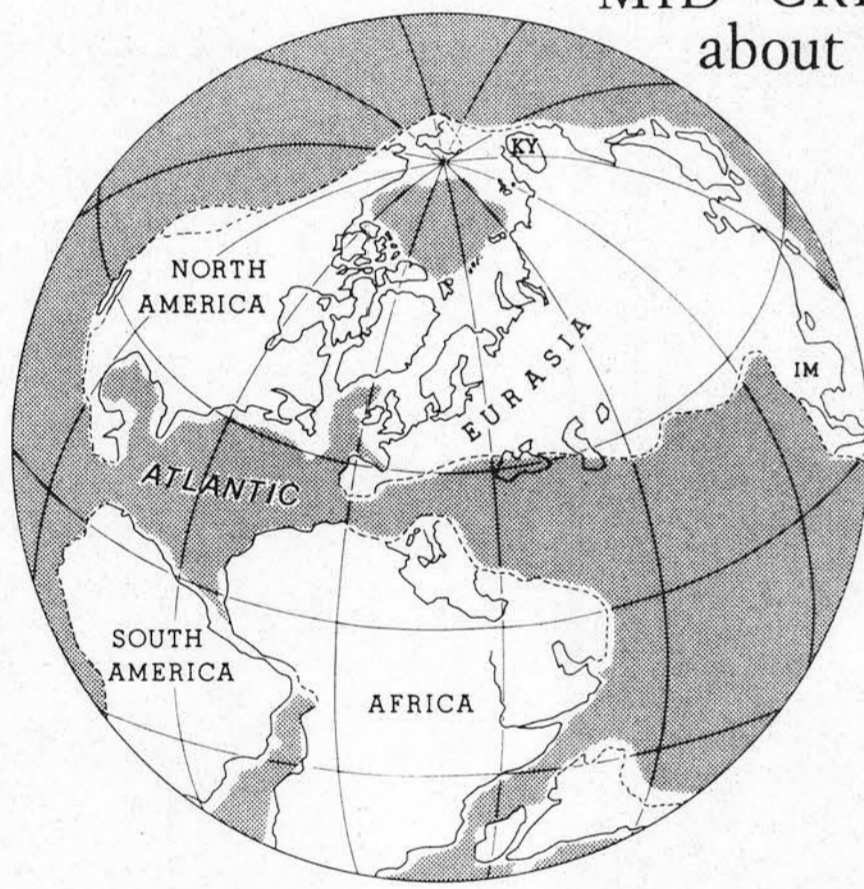 about
KY
NORTH
AMERICA
EURASIA
IM
ATLANTIC
SOUTH
AMERICA
AFRICA